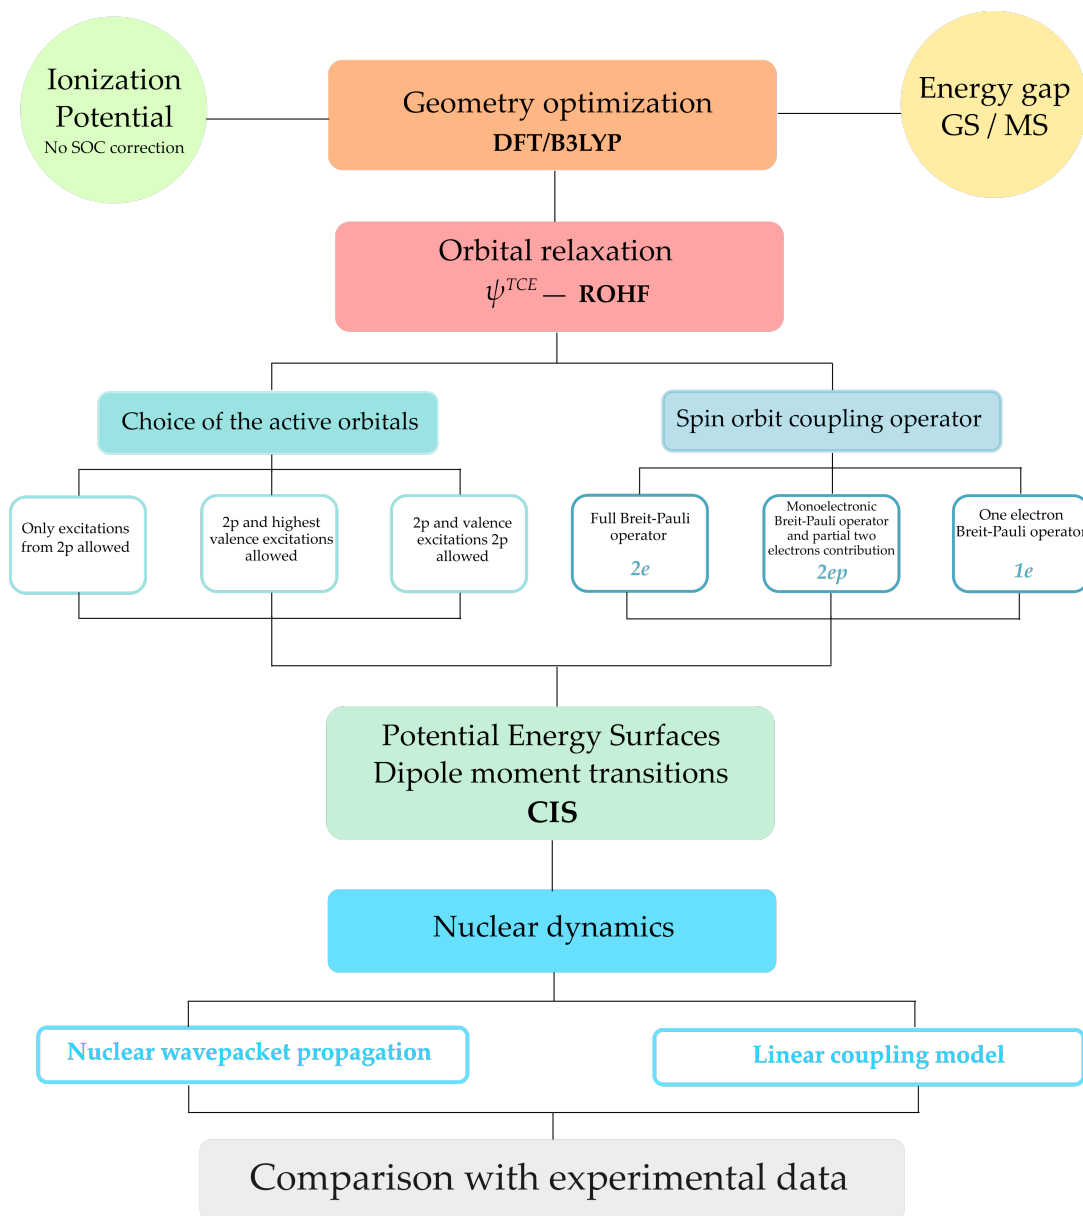 Ionization
Potential
No SOC correction
Geometry optimization
DFT/B3LYP
Energy gap
GS / MS
Orbital relaxation
ψ^TCE — ROHF
Choice of the active orbitals
Spin orbit coupling operator
Only excitations
from 2p allowed
2p and highest
valence excitations
allowed
2p and valence
excitations 2p
allowed
Full Breit-Pauli
operator
2e
Monoelectronic
Breit-Pauli operator
and partial two
electrons contribution
2ep
One electron
Breit-Pauli operator
1e
Potential Energy Surfaces
Dipole moment transitions
CIS
Nuclear dynamics
Nuclear wavepacket propagation
Linear coupling model
Comparison with experimental data